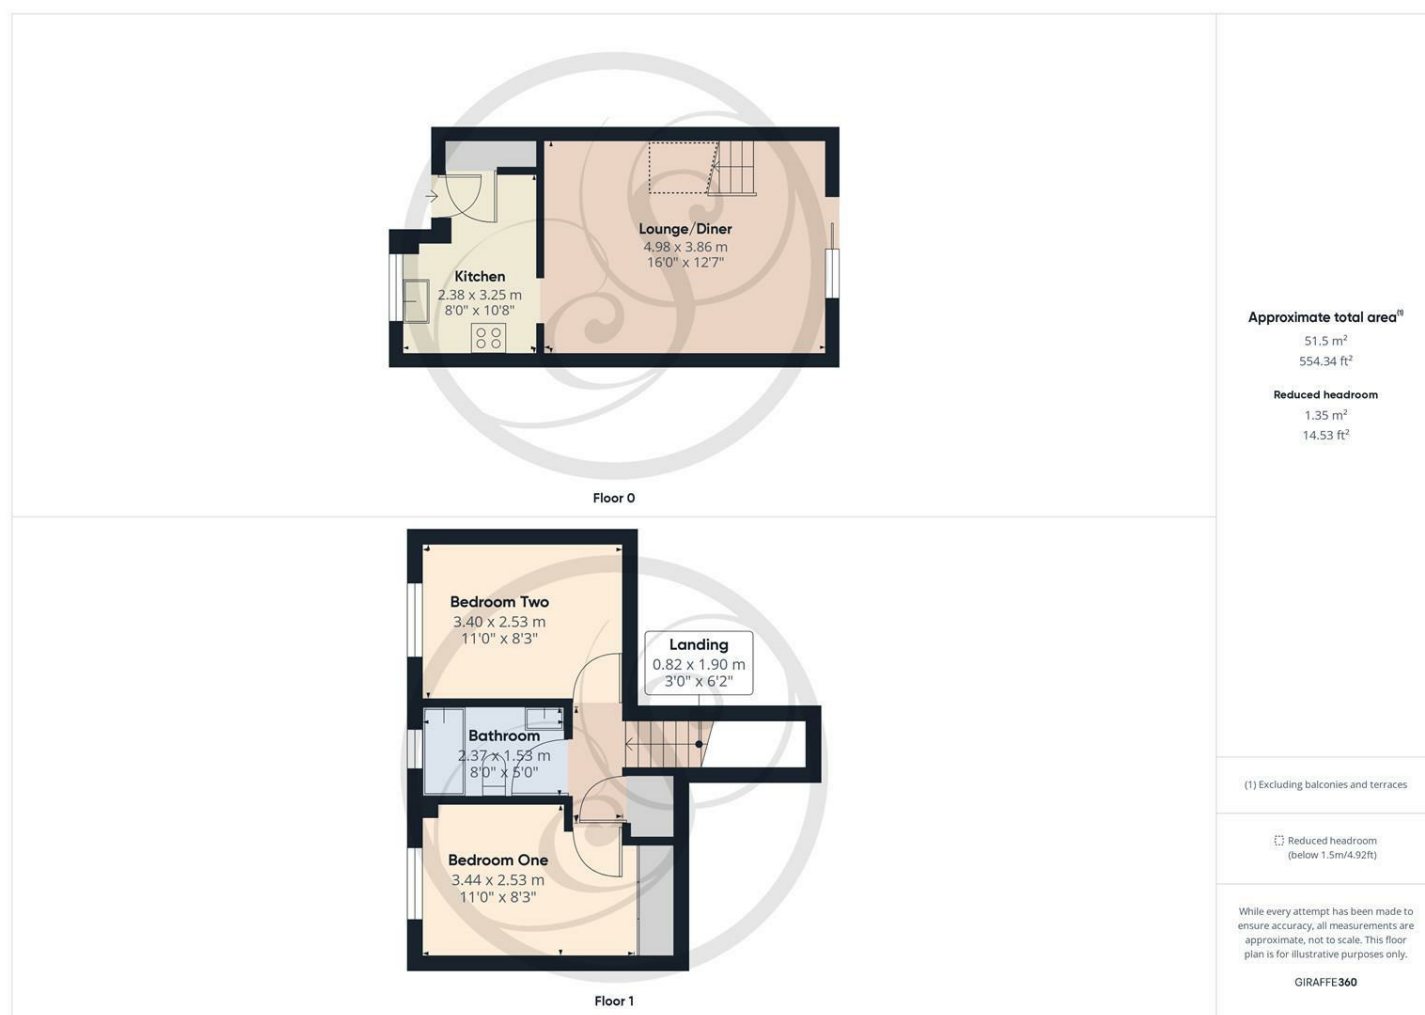 Lounge/Diner
4.98 x 3.86 m
16'0" x 12'7"
Kitchen
2.38 x 3.25 m
8'0" x 10'8"
Floor 0
Bedroom Two
3.40 x 2.53 m
11'0" x 8'3"
Landing
0.82 x 1.90 m
3'0" x 6'2"
Bathroom
2.37 x 1.53 m
8'0" x 5'0"
Bedroom One
3.44 x 2.53 m
11'0" x 8'3"
Floor 1
Approximate total area(1)
51.5 m²
554.34 ft²
Reduced headroom
1.35 m²
14.53 ft²
(1) Excluding balconies and terraces
Reduced headroom
(below 1.5m/4.92ft)
While every attempt has been made to
ensure accuracy, all measurements are
approximate, not to scale. This floor
plan is for illustrative purposes only.
GIRAFFE360